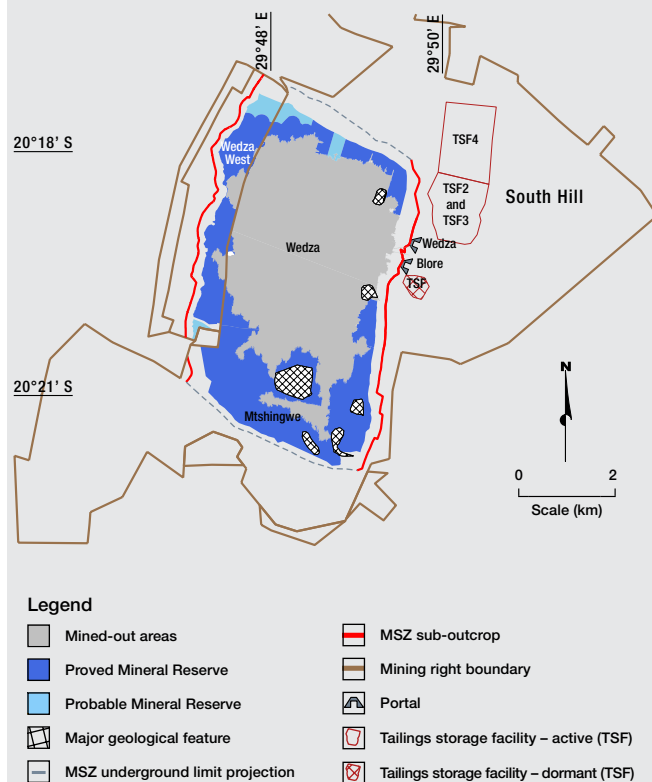 29°48’ E
29°50’ E
20°18’ S
TSF4
Wedza
West
TSF2
and
TSF3
South Hill
Wedza
Wedza
Blore
TSF
20°21’ S
Mtshingwe
N
0 2
Scale (km)
Legend
Mined-out areas
Proved Mineral Reserve
Probable Mineral Reserve
Major geological feature
MSZ underground limit projection
MSZ sub-outcrop
Mining right boundary
Portal
Tailings storage facility – active (TSF)
Tailings storage facility – dormant (TSF)